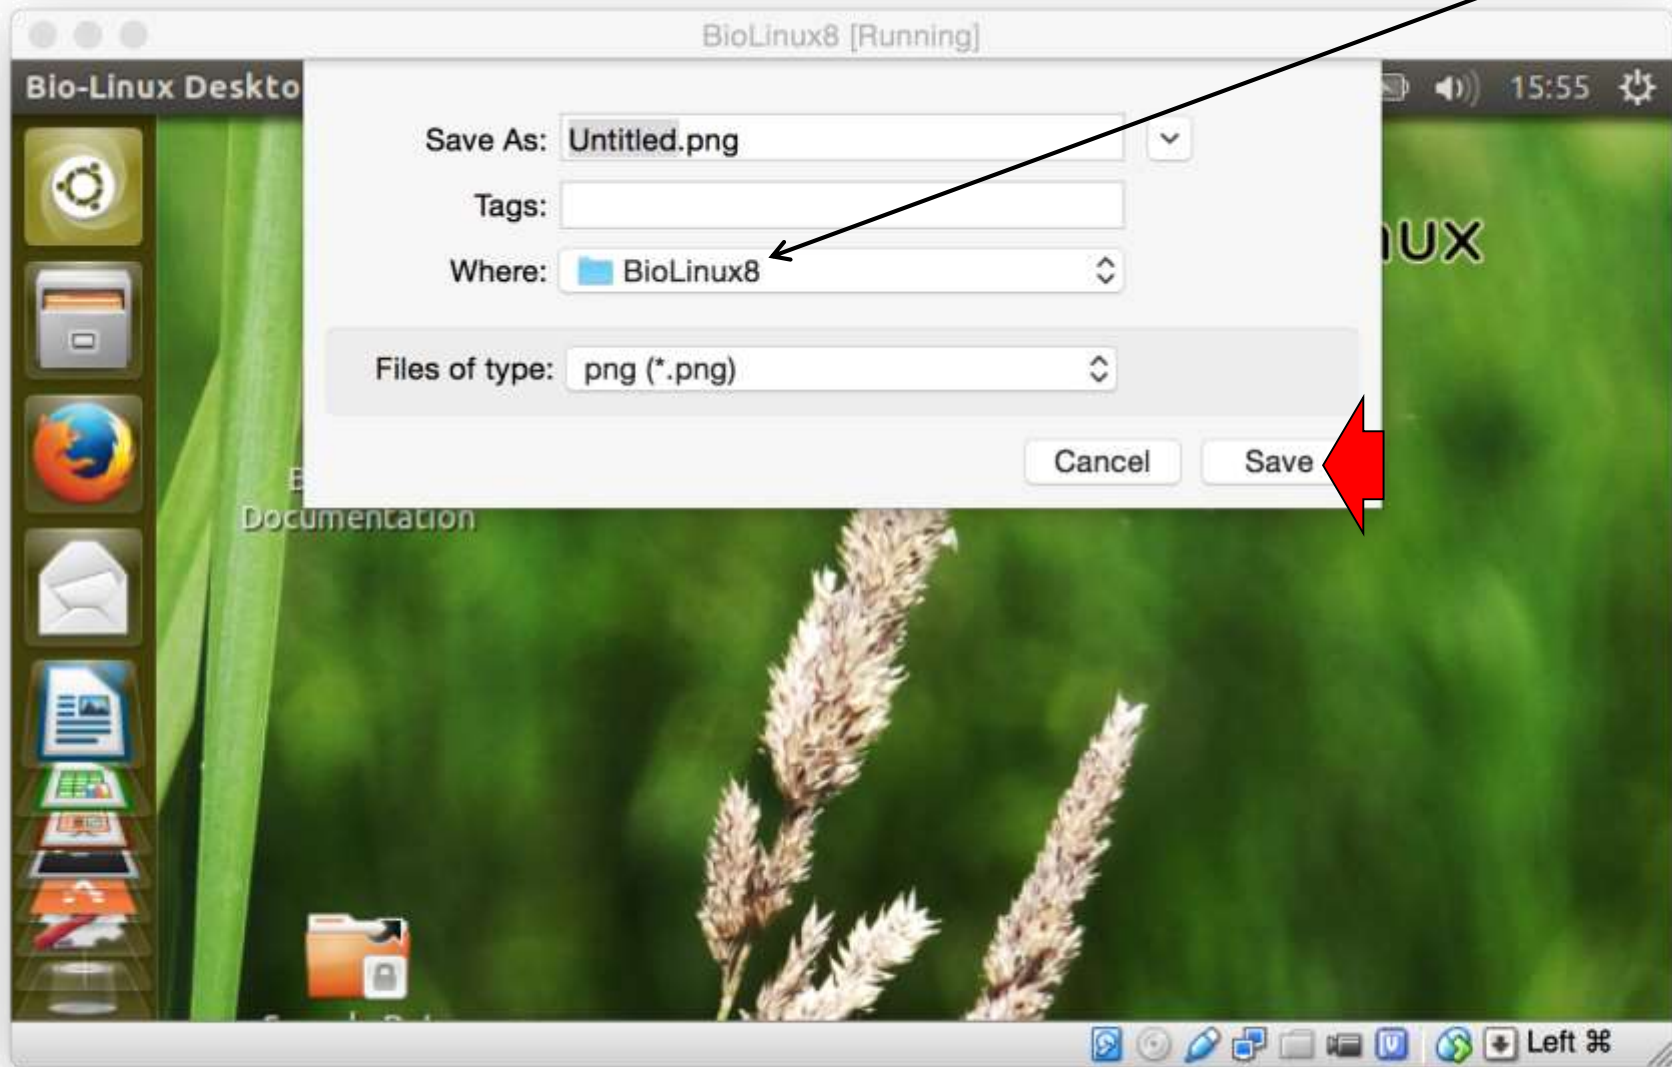 BioLinux8 [Running]
Bio-Linux Deskto
15:55
Save As: Untitled.png
Tags:
Where: BioLinux8
nux
Files of type: png (*.png)
Cancel Save
Documentation
Left ⌘